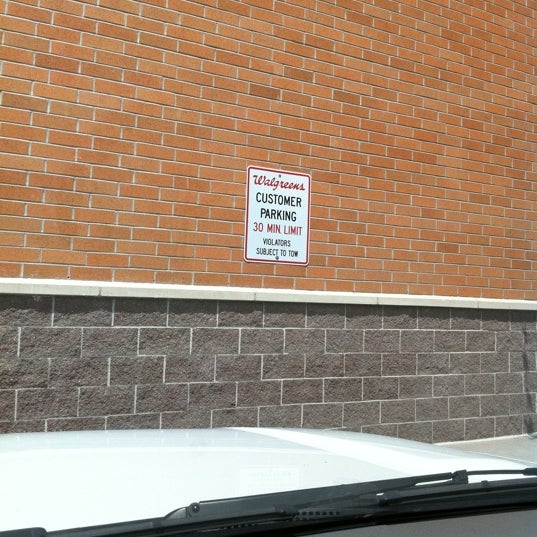 Walgreens
CUSTOMER
PARKING
30 MIN. LIMIT
VIOLATORS
SUBJECT TO TOW